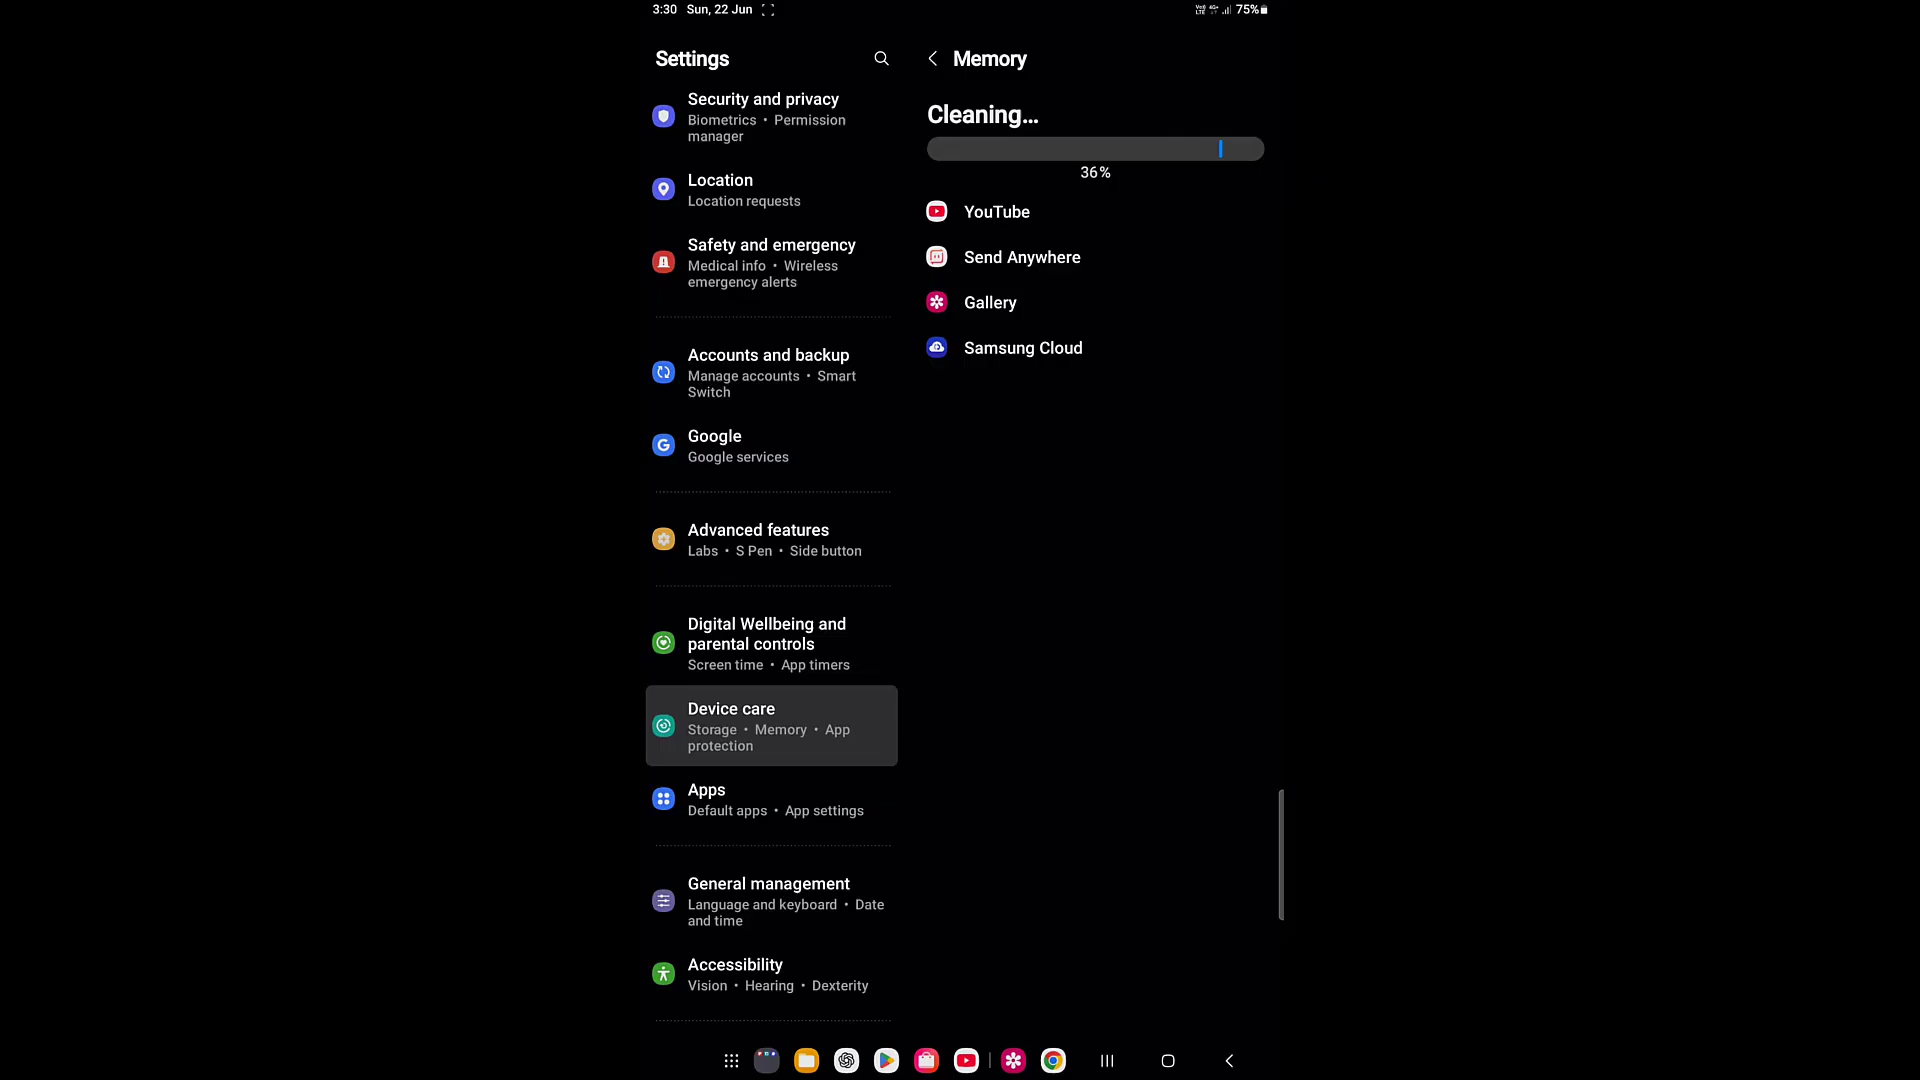 3:30 Sun, 22 Jun
75%
Settings
Security and privacy
Biometrics • Permission
manager
Location
Location requests
Safety and emergency
Medical info • Wireless
emergency alerts
Accounts and backup
Manage accounts • Smart
Switch
Google
Google services
Advanced features
Labs • S Pen • Side button
Digital Wellbeing and
parental controls
Screen time • App timers
Device care
Storage • Memory • App
protection
Apps
Default apps • App settings
General management
Language and keyboard • Date
and time
Accessibility
Vision • Hearing • Dexterity
Memory
Cleaning...
36%
YouTube
Send Anywhere
Gallery
Samsung Cloud